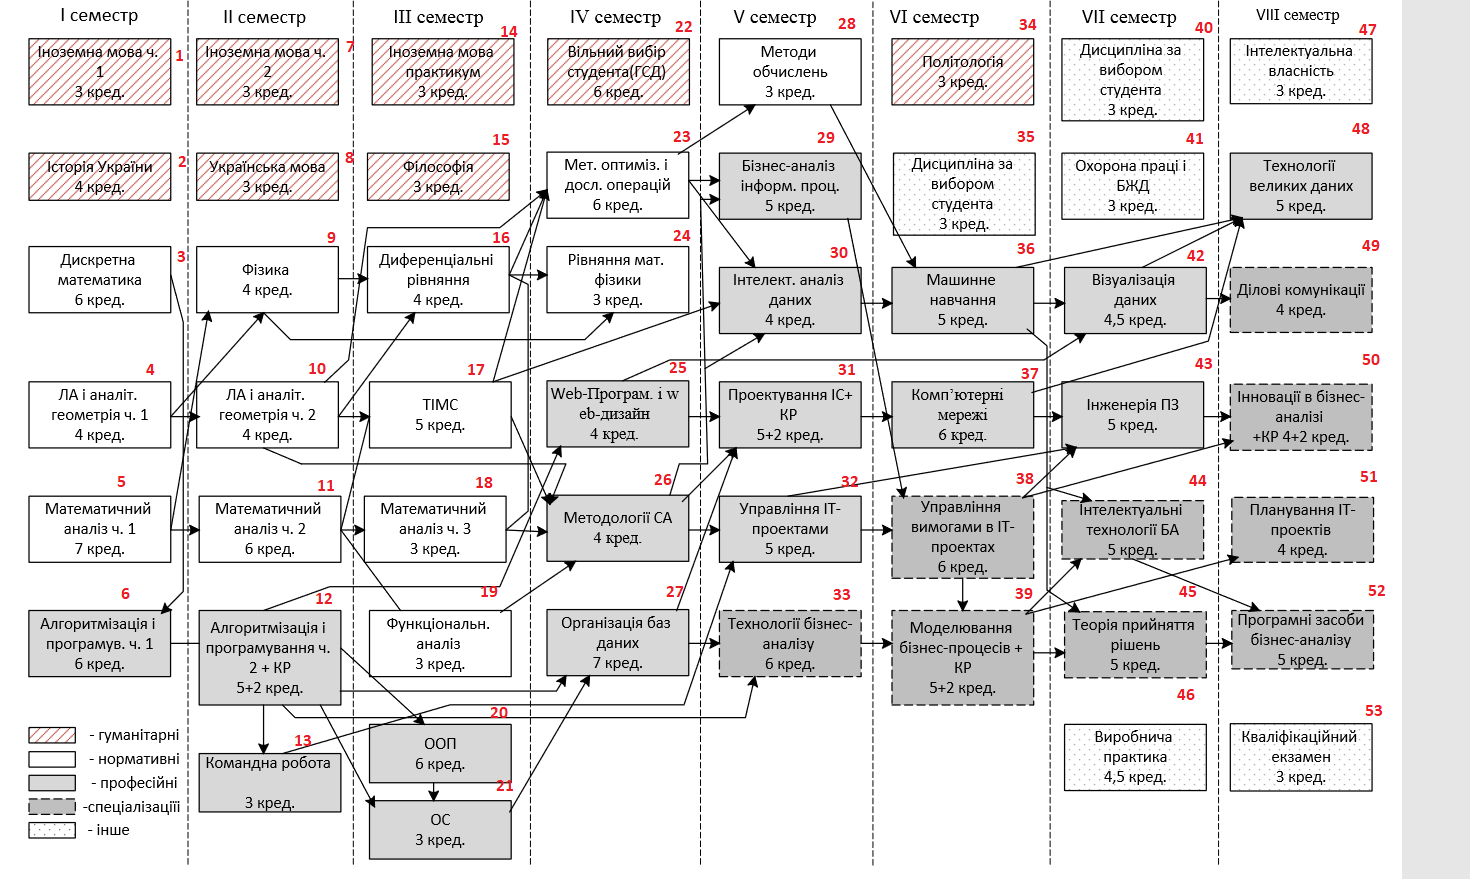 I семестр
1
Іноземна мова ч.
1
3 кред.
2
Історія України
4 кред.
3
Дискретна
математика
6 кред.
4
ЛА і аналіт.
геометрія ч. 1
4 кред.
5
Математичний
аналіз ч. 1
7 кред.
6
Алгоритмізація і
програмув. ч. 1
6 кред.
- гуманітарні
- нормативні
- професійні
-спеціалізаціїі
- інше
II семестр
7
Іноземна мова ч.
2
3 кред.
8
Українська мова
3 кред.
9
Фізика
4 кред.
10
ЛА і аналіт.
геометрія ч. 2
4 кред.
11
Математичний
аналіз ч. 2
6 кред.
12
Алгоритмізація і
програмування ч.
2 + КР
5+2 кред.
13
Командна робота
3 кред.
III семестр
14
Іноземна мова
практикум
3 кред.
15
Філософія
3 кред.
16
Диференціальні
рівняння
4 кред.
17
ТІМС
5 кред.
18
Математичний
аналіз ч. 3
3 кред.
19
Функціональн.
аналіз
3 кред.
20
ООП
6 кред.
21
ОС
3 кред.
IV семестр
22
Вільний вибір
студента(ГСД)
6 кред.
23
Мет. оптиміз. і
досл. операцій
6 кред.
24
Рівняння мат.
фізики
3 кред.
25
Web-Програм. і w
eb-дизайн
4 кред.
26
Методології СА
4 кред.
27
Організація баз
даних
7 кред.
V семестр
28
Методи
обчислень
3 кред.
29
Бізнес-аналіз
інформ. проц.
5 кред.
30
Інтелект. аналіз
даних
4 кред.
31
Проектування ІС+
КР
5+2 кред.
32
Управління ІТ-
проектами
5 кред.
33
Технології бізнес-
аналізу
6 кред.
VI семестр
34
Політологія
3 кред.
35
Дисципліна за
вибором
студента
3 кред.
36
Машинне
навчання
5 кред.
37
Комп’ютерні
мережі
6 кред.
38
Управління
вимогами в ІТ-
проектах
6 кред.
39
Моделювання
бізнес-процесів +
КР
5+2 кред.
VII семестр
40
Дисципліна за
вибором
студента
3 кред.
41
Охорона праці і
БЖД
3 кред.
42
Візуалізація
даних
4,5 кред.
43
Інженерія ПЗ
5 кред.
44
Інтелектуальні
технології БА
5 кред.
45
Теорія прийняття
рішень
5 кред.
46
Виробнича
практика
4,5 кред.
VIII семестр
47
Інтелектуальна
власність
3 кред.
48
Технології
великих даних
5 кред.
49
Ділові комунікації
4 кред.
50
Інновації в бізнес-
аналізі
+КР 4+2 кред.
51
Планування ІТ-
проектів
4 кред.
52
Програмні засоби
бізнес-аналізу
5 кред.
53
Кваліфікаційний
екзамен
3 кред.